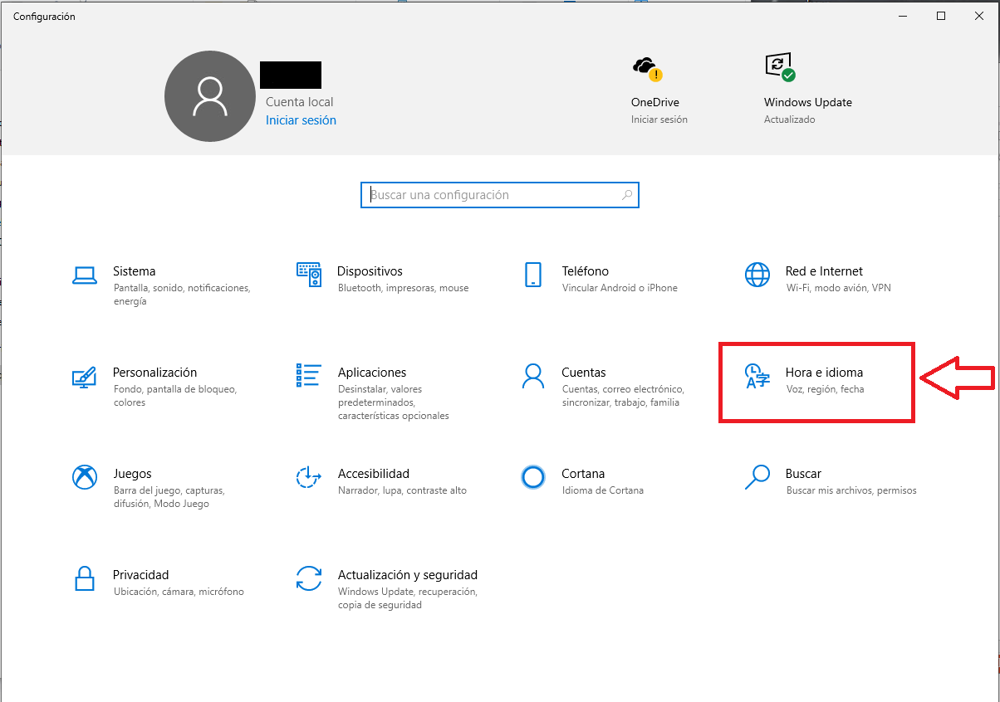 Configuración
Cuenta local
Iniciar sesión
OneDrive
Iniciar sesión
Windows Update
Actualizado
Buscar una configuración
Sistema
Pantalla, sonido, notificaciones,
energía
Dispositivos
Bluetooth, impresoras, mouse
Teléfono
Vincular Android o iPhone
Red e Internet
Wi-Fi, modo avión, VPN
Personalización
Fondo, pantalla de bloqueo,
colores
Aplicaciones
Desinstalar, valores
predeterminados,
características opcionales
Cuentas
Cuentas, correo electrónico,
sincronizar, trabajo, familia
Hora e idioma
Voz, región, fecha
Juegos
Barra del juego, capturas,
difusión, Modo Juego
Accesibilidad
Narrador, lupa, contraste alto
Cortana
Idioma de Cortana
Buscar
Buscar mis archivos, permisos
Privacidad
Ubicación, cámara, micrófono
Actualización y seguridad
Windows Update, recuperación,
copia de seguridad